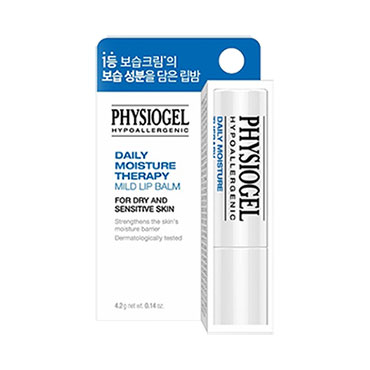 1등 보습크림*의
보습 성분을 담은 립밤
PHYSIOGEL
HYPOALLERGENIC
DAILY
MOISTURE
THERAPY
MILD LIP BALM
FOR DRY AND
SENSITIVE SKIN
Strengthens the skin's
moisture barrier
Dermatologically tested
4.2g net wt. 0.14 oz.
PHYSIOGEL
HYPOALLERGENIC
DAILY MOISTURE